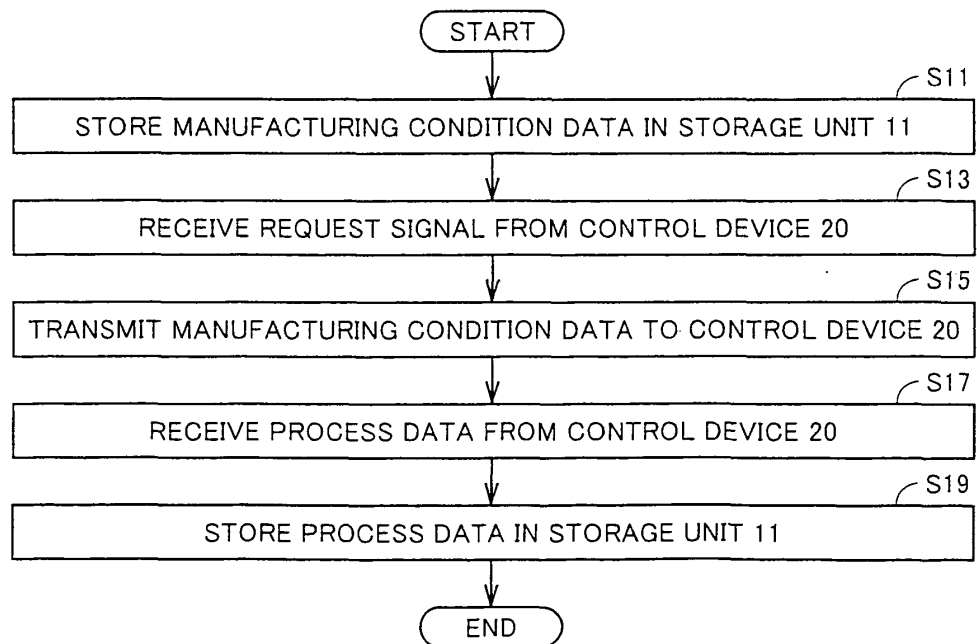 START
S11
STORE MANUFACTURING CONDITION DATA IN STORAGE UNIT 11
S13
RECEIVE REQUEST SIGNAL FROM CONTROL DEVICE 20
S15
TRANSMIT MANUFACTURING CONDITION DATA TO CONTROL DEVICE 20
S17
RECEIVE PROCESS DATA FROM CONTROL DEVICE 20
S19
STORE PROCESS DATA IN STORAGE UNIT 11
END